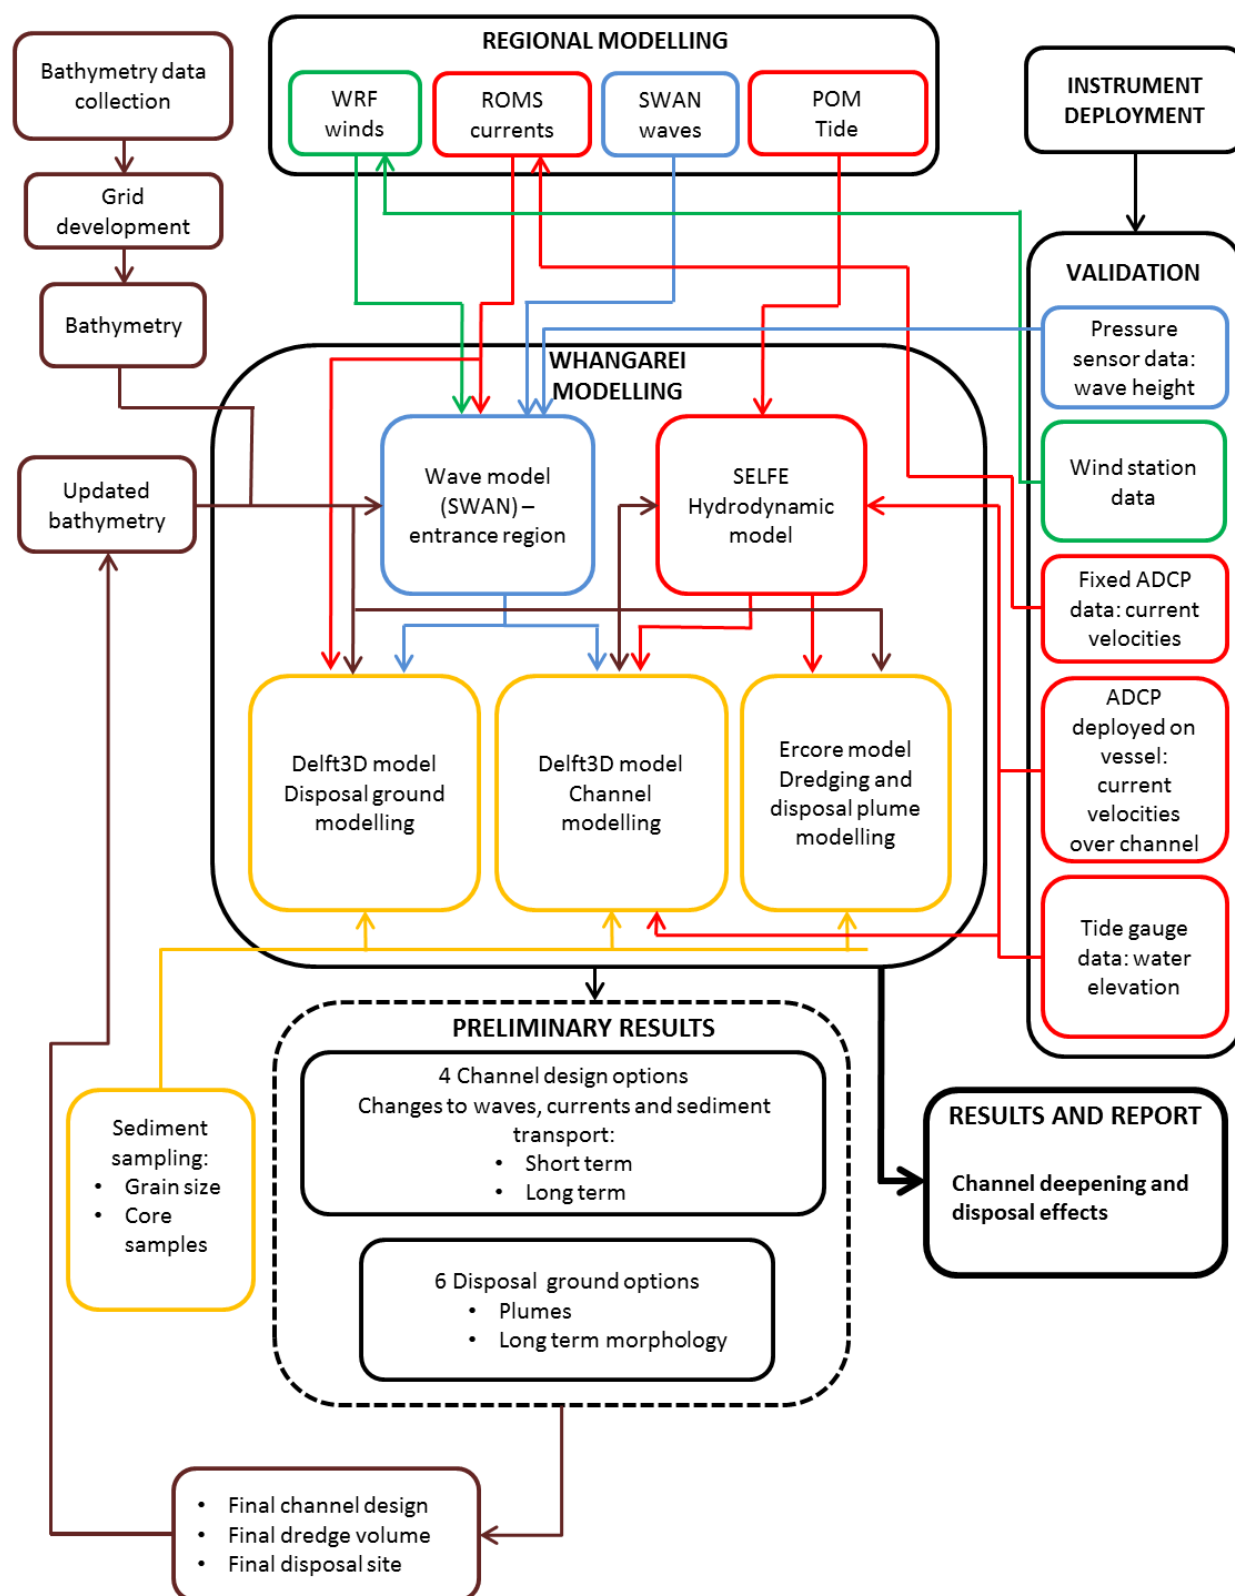 REGIONAL MODELLING
Bathymetry data
collection
WRF
winds
ROMS
currents
SWAN
waves
POM
Tide
INSTRUMENT
DEPLOYMENT
Grid
development
Bathymetry
VALIDATION
Pressure
sensor data:
wave height
WHANGAREI
MODELLING
Updated
bathymetry
Wave model
(SWAN) –
entrance region
SELFE
Hydrodynamic
model
Wind station
data
Fixed ADCP
data: current
velocities
Delft3D model
Disposal ground
modelling
Delft3D model
Channel
modelling
Ercore model
Dredging and
disposal plume
modelling
ADCP
deployed on
vessel:
current
velocities
over channel
Tide gauge
data: water
elevation
PRELIMINARY RESULTS
4 Channel design options
Changes to waves, currents and sediment
transport:
• Short term
• Long term
Sediment
sampling:
• Grain size
• Core
samples
RESULTS AND REPORT
Channel deepening and
disposal effects
6 Disposal ground options
• Plumes
• Long term morphology
• Final channel design
• Final dredge volume
• Final disposal site